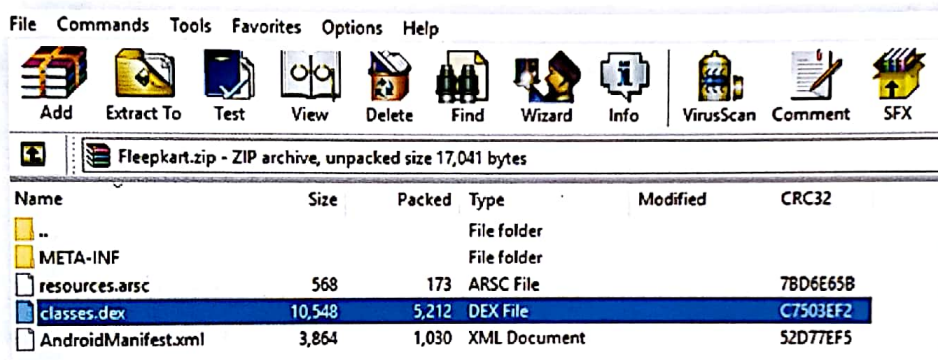 File Commands Tools Favorites Options Help
Add Extract To Test View Delete Find Wizard Info VirusScan Comment SFX
Fleepkart.zip - ZIP archive, unpacked size 17,041 bytes
Name Size Packed Type Modified CRC32
.. File folder
META-INF File folder
resources.arsc 568 173 ARSC File 7BD6E65B
classes.dex 10,548 5,212 DEX File C7503EF2
AndroidManifest.xml 3,864 1,030 XML Document 52D77EF5